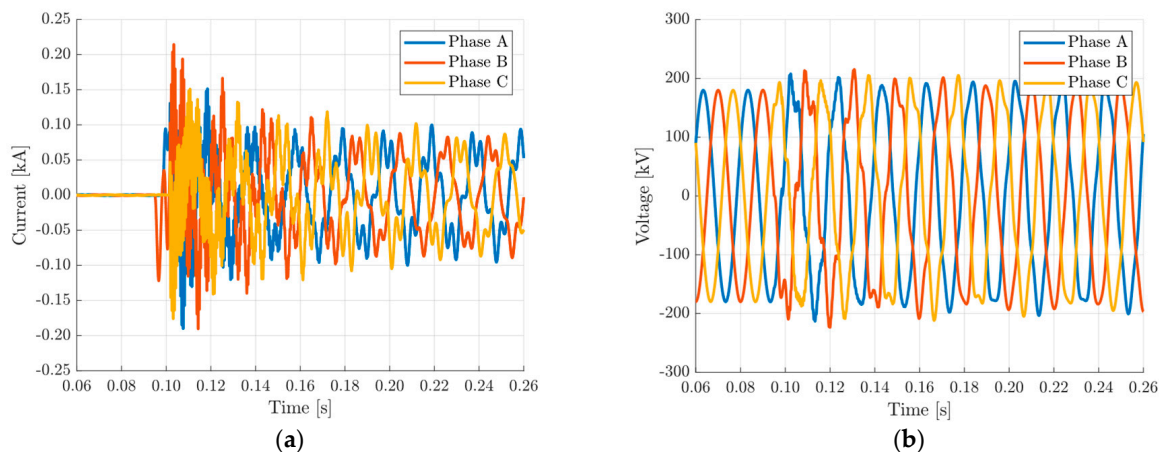 0.25
0.20
0.15
0.10
0.05
0.00
-0.05
-0.10
-0.15
-0.20
-0.25
Current [kA]
Phase A
Phase B
Phase C
0.06 0.08 0.10 0.12 0.14 0.16 0.18 0.20 0.22 0.24 0.26
Time [s]
(a)
300
200
100
0
-100
-200
-300
Voltage [kV]
Phase A
Phase B
Phase C
0.06 0.08 0.10 0.12 0.14 0.16 0.18 0.20 0.22 0.24 0.26
Time [s]
(b)